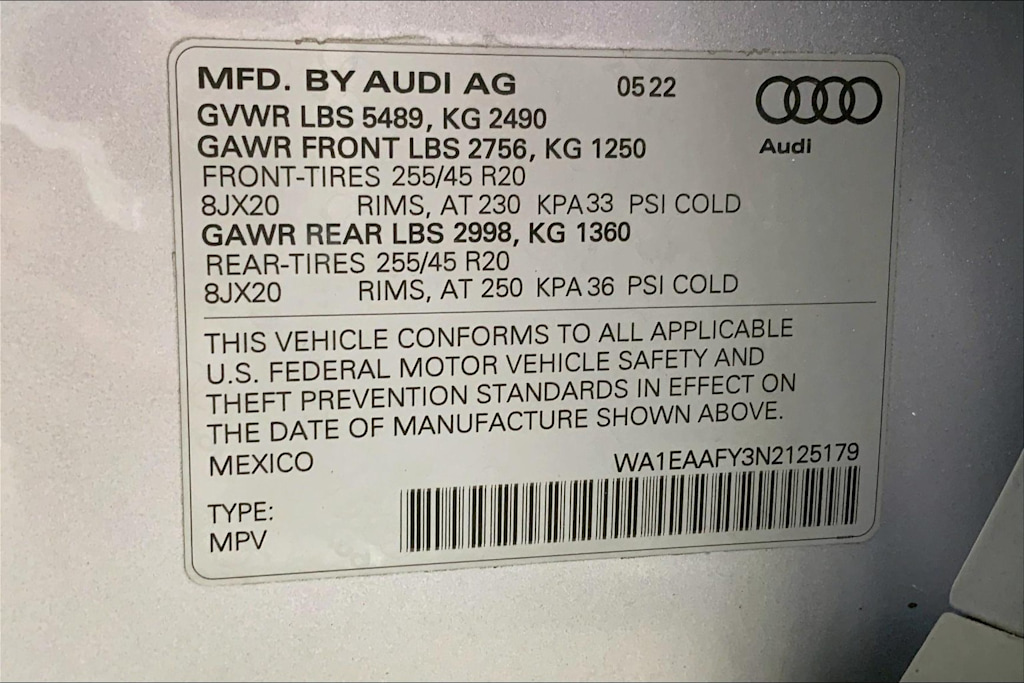 MFD. BY AUDI AG 05 22
GVWR LBS 5489, KG 2490
GAWR FRONT LBS 2756, KG 1250
Audi
FRONT-TIRES 255/45 R20
8JX20 RIMS, AT 230 KPA 33 PSI COLD
GAWR REAR LBS 2998, KG 1360
REAR-TIRES 255/45 R20
8JX20 RIMS, AT 250 KPA 36 PSI COLD
THIS VEHICLE CONFORMS TO ALL APPLICABLE
U.S. FEDERAL MOTOR VEHICLE SAFETY AND
THEFT PREVENTION STANDARDS IN EFFECT ON
THE DATE OF MANUFACTURE SHOWN ABOVE.
MEXICO WA1EAAFY3N2125179
TYPE:
MPV